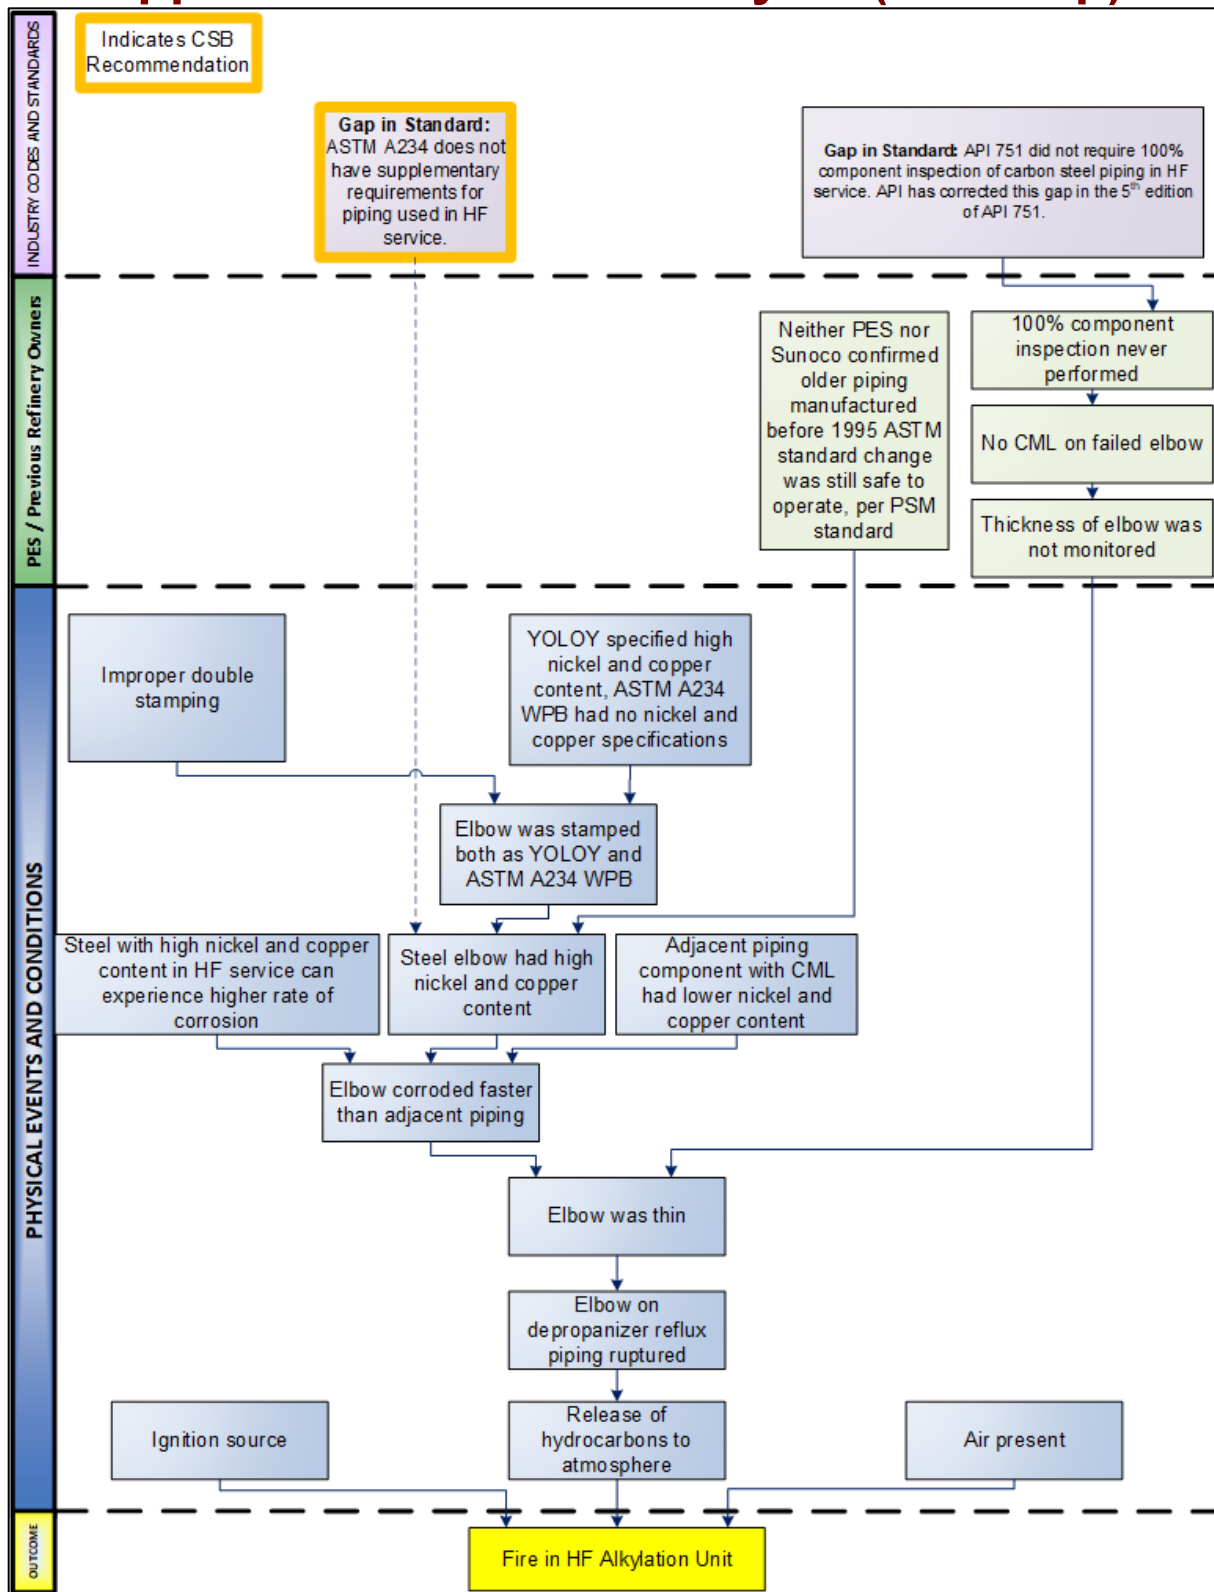 INDUSTRY CODES AND STANDARDS
Indicates CSB
Recommendation
Gap in Standard:
ASTM A234 does not
have supplementary
requirements for
piping used in HF
service.
Gap in Standard: API 751 did not require 100%
component inspection of carbon steel piping in HF
service. API has corrected this gap in the 5th edition
of API 751.
PES / Previous Refinery Owners
Neither PES nor
Sunoco confirmed
older piping
manufactured
before 1995 ASTM
standard change
was still safe to
operate, per PSM
standard
100% component
inspection never
performed
No CML on failed elbow
Thickness of elbow was
not monitored
PHYSICAL EVENTS AND CONDITIONS
Improper double
stamping
YOLOY specified high
nickel and copper
content, ASTM A234
WPB had no nickel and
copper specifications
Elbow was stamped
both as YOLOY and
ASTM A234 WPB
Steel with high nickel and copper
content in HF service can
experience higher rate of
corrosion
Steel elbow had high
nickel and copper
content
Adjacent piping
component with CML
had lower nickel and
copper content
Elbow corroded faster
than adjacent piping
Elbow was thin
Elbow on
depropanizer reflux
piping ruptured
Ignition source
Release of
hydrocarbons to
atmosphere
Air present
OUTCOME
Fire in HF Alkylation Unit